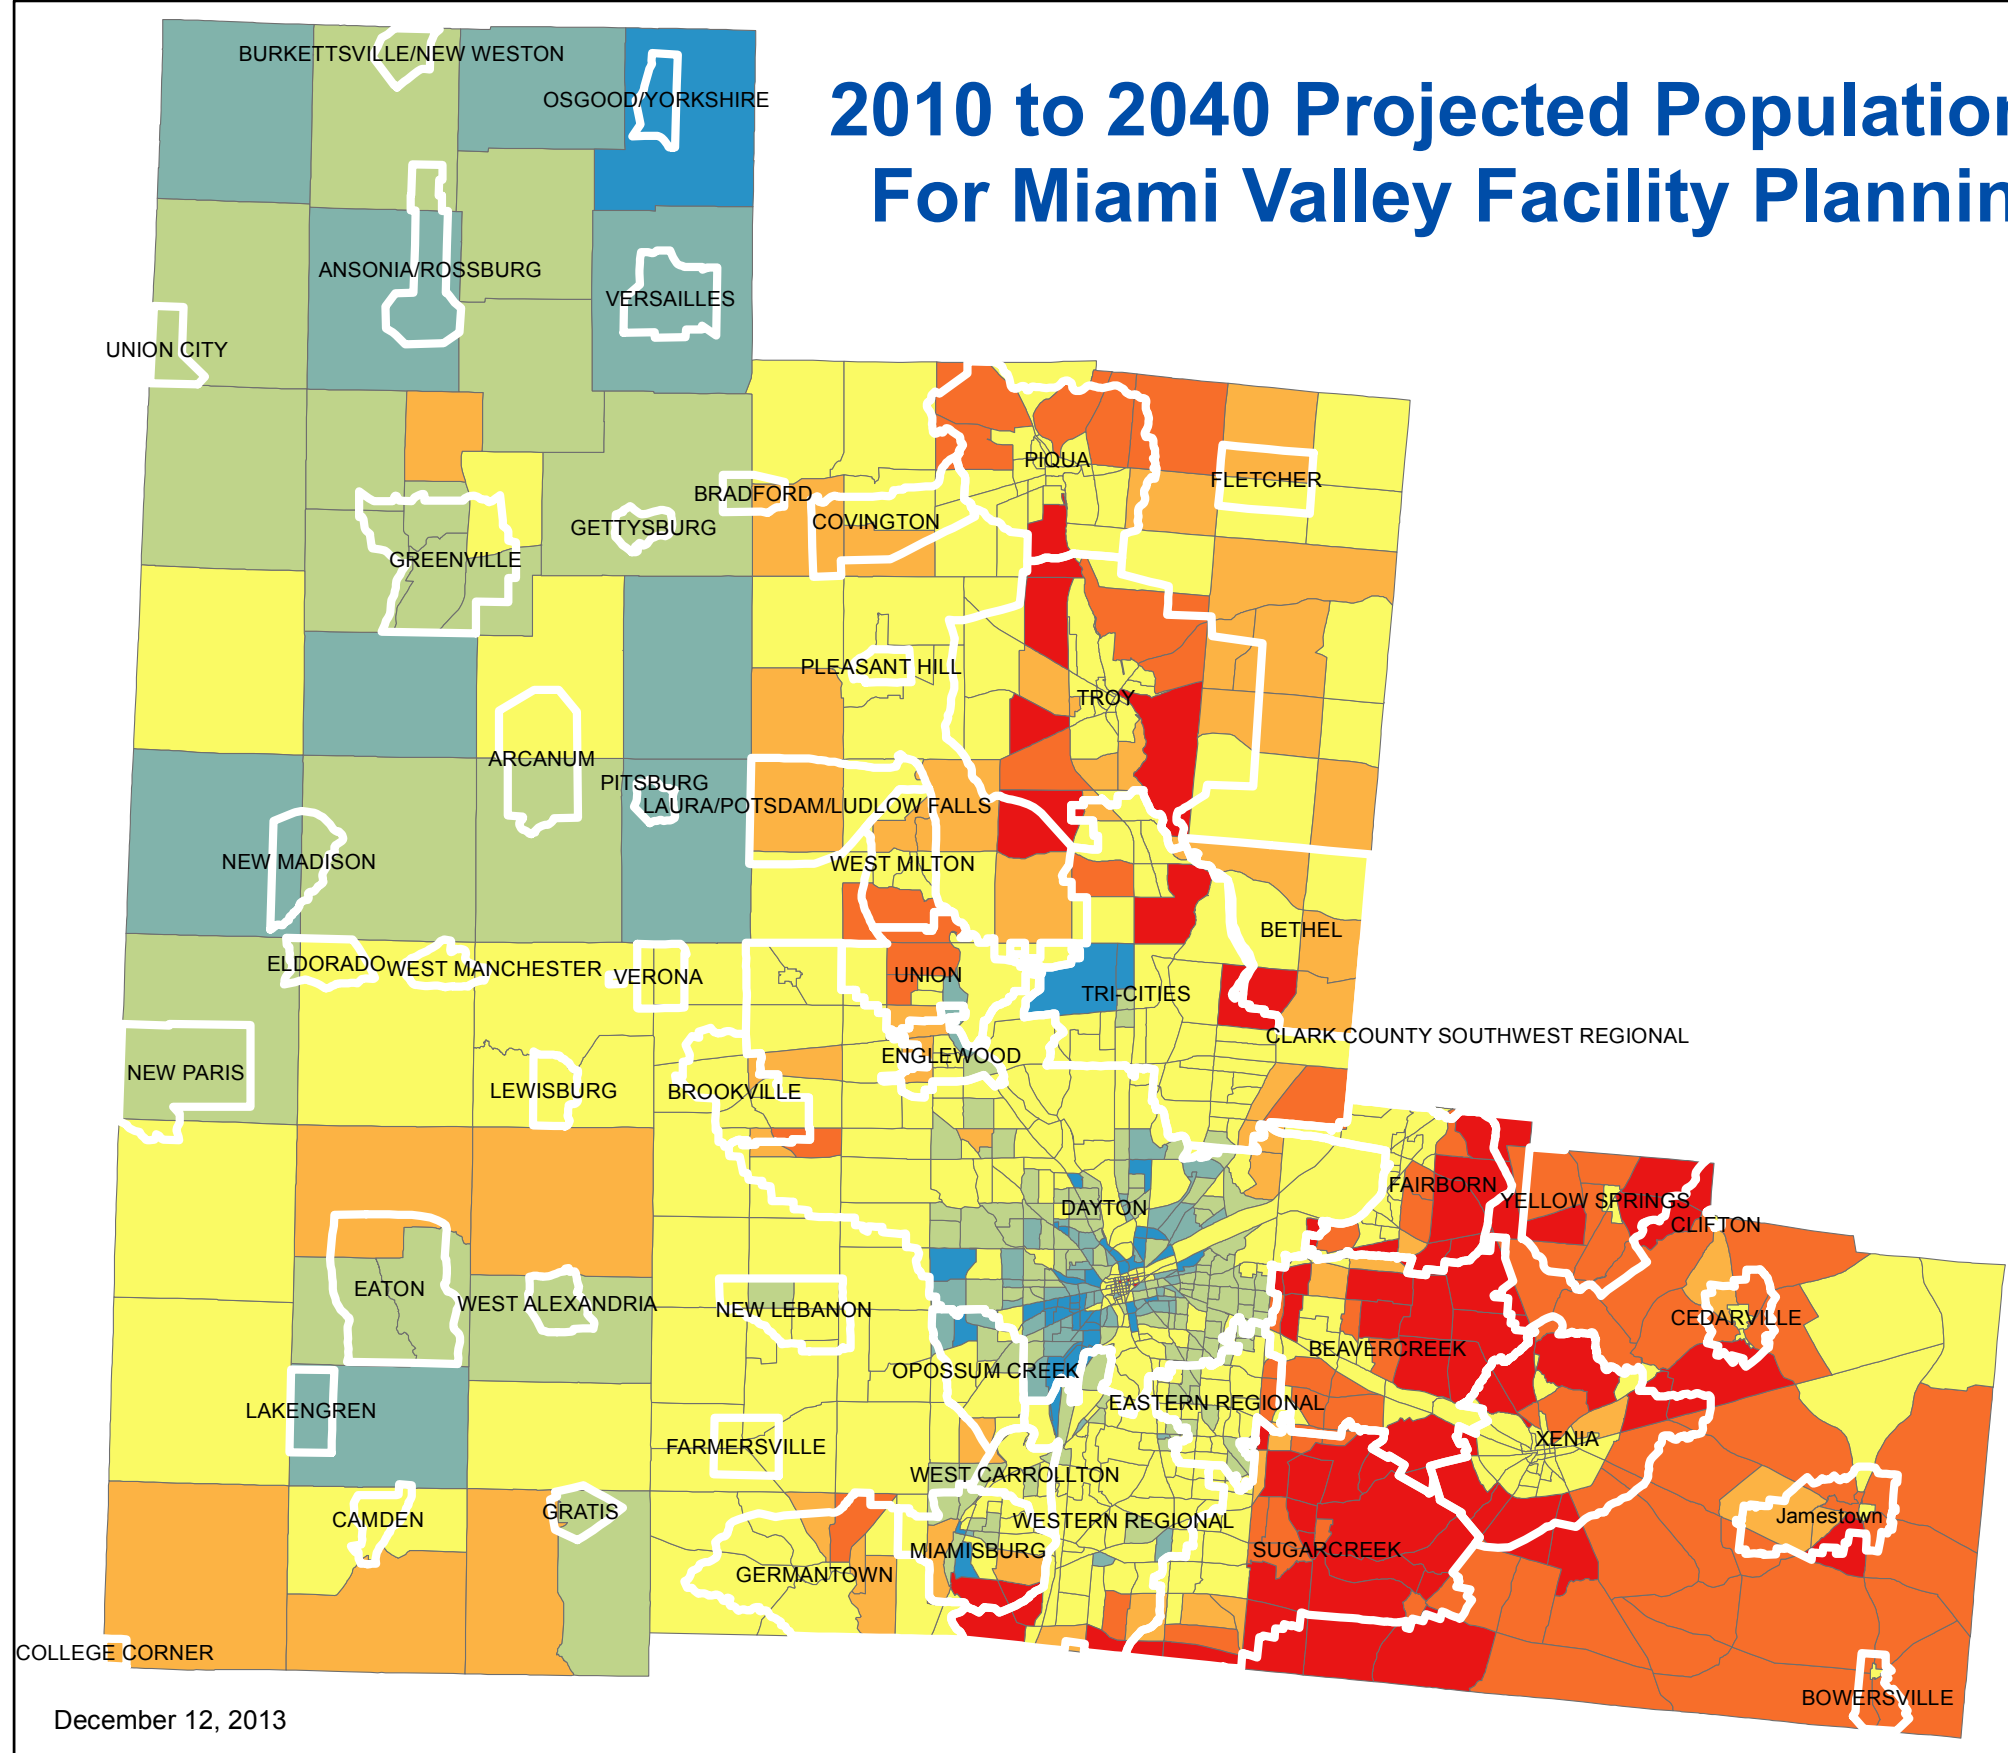 2010 to 2040 Projected Population
For Miami Valley Facility Plannin
BURKETTSVILLE/NEW WESTON
OSGOOD/YORKSHIRE
ANSONIA/ROSSBURG
VERSAILLES
UNION CITY
PIQUA
FLETCHER
BRADFORD
COVINGTON
GETTYSBURG
GREENVILLE
PLEASANT HILL
TROY
ARCANUM
PITSBURG
LAURA/POTSDAM/LUDLOW FALLS
NEW MADISON
WEST MILTON
BETHEL
ELDORADO
WEST MANCHESTER
VERONA
UNION
TRI-CITIES
CLARK COUNTY SOUTHWEST REGIONAL
ENGLEWOOD
NEW PARIS
LEWISBURG
BROOKVILLE
FAIRBORN
YELLOW SPRINGS
DAYTON
CLIFTON
EATON
WEST ALEXANDRIA
NEW LEBANON
CEDARVILLE
BEAVERCREEK
OPOSSUM CREEK
EASTERN REGIONAL
LAKENGREN
FARMERSVILLE
XENIA
WEST CARROLLTON
GRATIS
CAMDEN
WESTERN REGIONAL
Jamestown
MIAMISBURG
SUGARCREEK
GERMANTOWN
COLLEGE CORNER
BOWERSVILLE
December 12, 2013